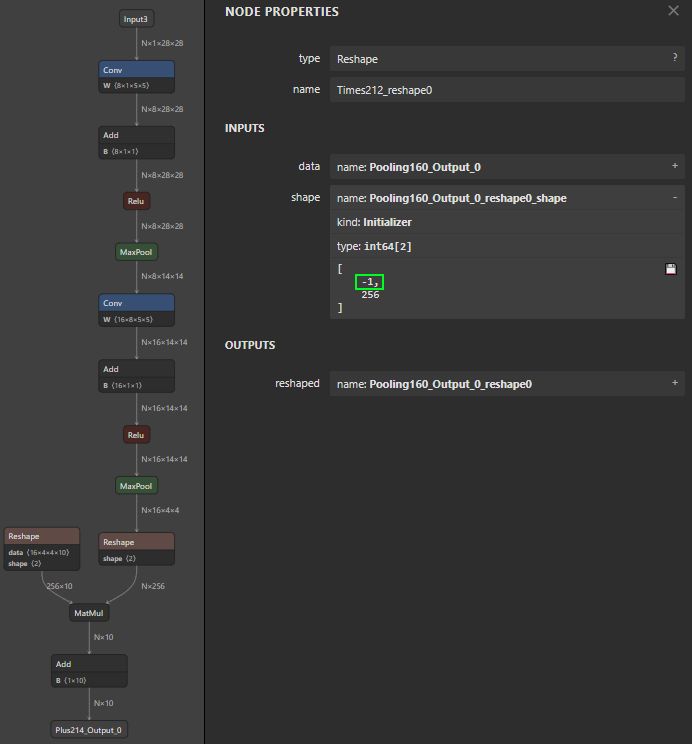 Input3
N×1×28×28
Conv
W ⟨8×1×5×5⟩
N×8×28×28
Add
B ⟨8×1×1⟩
N×8×28×28
Relu
N×8×28×28
MaxPool
N×8×14×14
Conv
W ⟨16×8×5×5⟩
N×16×14×14
Add
B ⟨16×1×1⟩
N×16×14×14
Relu
N×16×14×14
MaxPool
N×16×4×4
Reshape
data ⟨16×4×4×10⟩
shape ⟨2⟩
Reshape
shape ⟨2⟩
256×10
N×256
MatMul
N×10
Add
B ⟨1×10⟩
N×10
Plus214_Output_0
NODE PROPERTIES
type Reshape ?
name Times212_reshape0
INPUTS
data name: Pooling160_Output_0 +
shape name: Pooling160_Output_0_reshape0_shape -
kind: Initializer
type: int64[2]
[
-1,
256
]
OUTPUTS
reshaped name: Pooling160_Output_0_reshape0 +